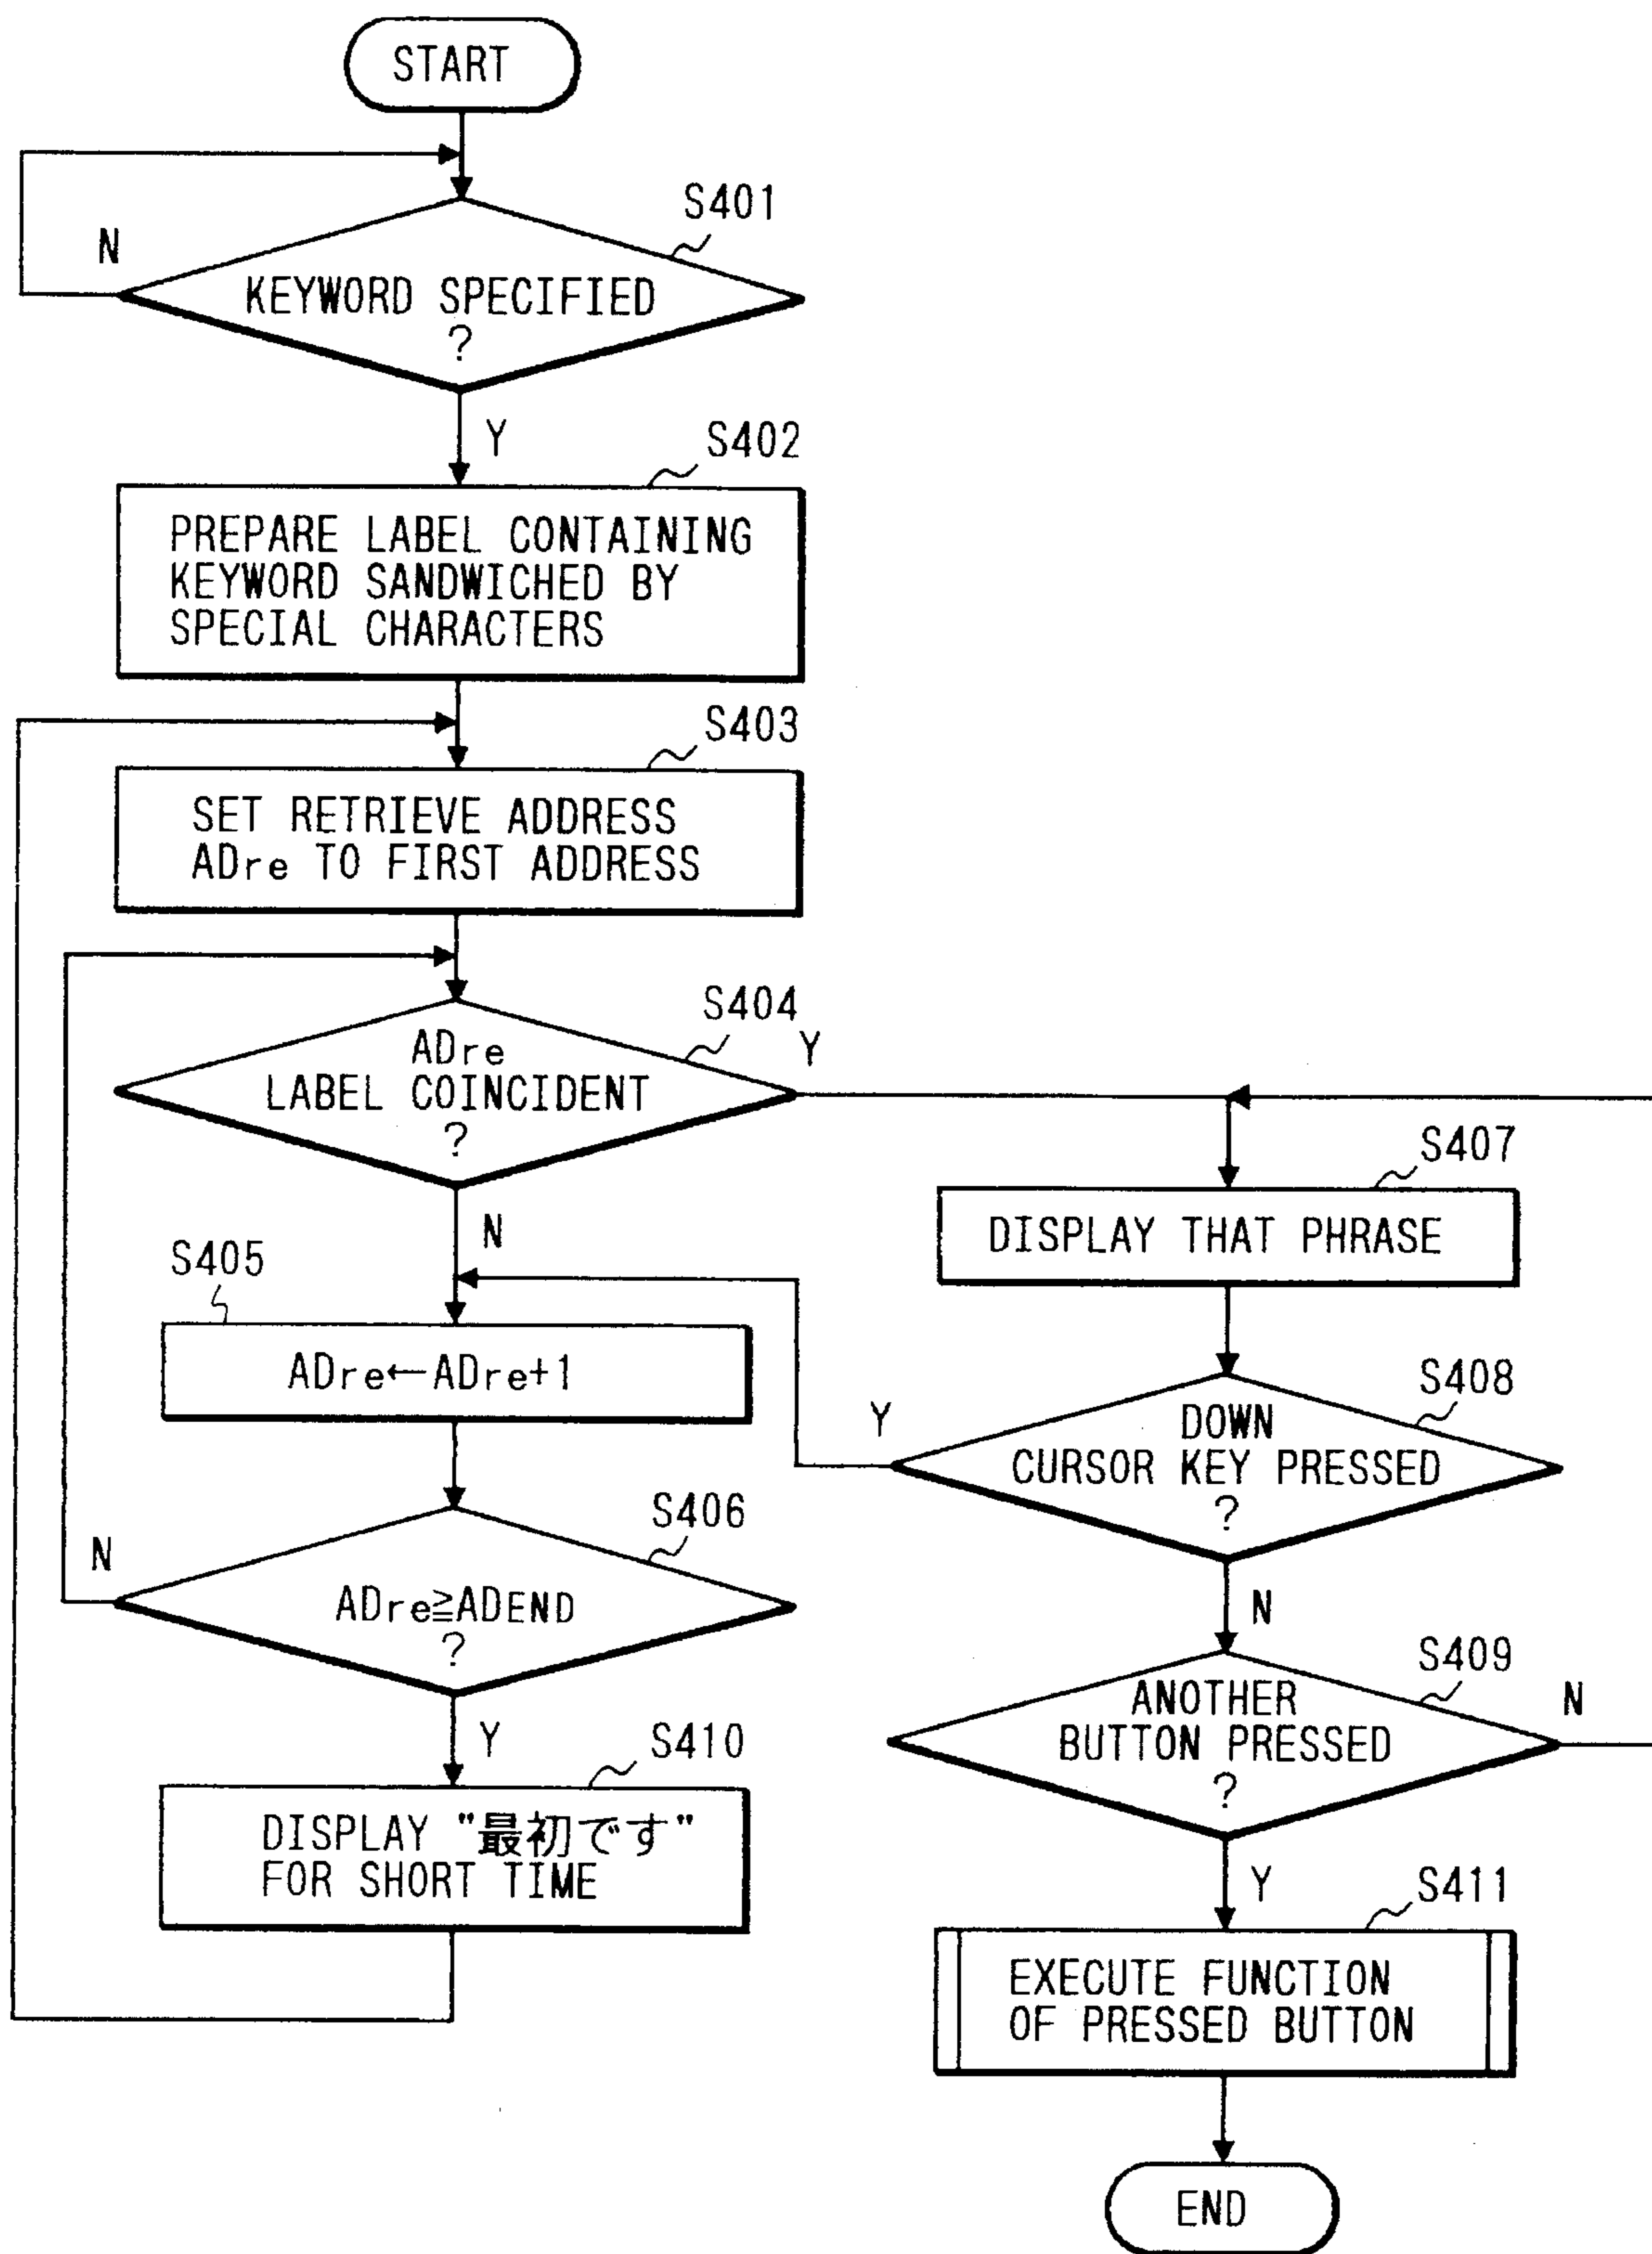 START
S401
N
KEYWORD SPECIFIED
?
Y
S402
PREPARE LABEL CONTAINING
KEYWORD SANDWICHED BY
SPECIAL CHARACTERS
S403
SET RETRIEVE ADDRESS
ADre TO FIRST ADDRESS
S404
Y
ADre
LABEL COINCIDENT
?
N
S405
ADre←ADre+1
S406
N
ADre≧ADEND
?
Y
S410
DISPLAY "最初です"
FOR SHORT TIME
S407
DISPLAY THAT PHRASE
S408
Y
DOWN
CURSOR KEY PRESSED
?
N
S409
N
ANOTHER
BUTTON PRESSED
?
Y
S411
EXECUTE FUNCTION
OF PRESSED BUTTON
END